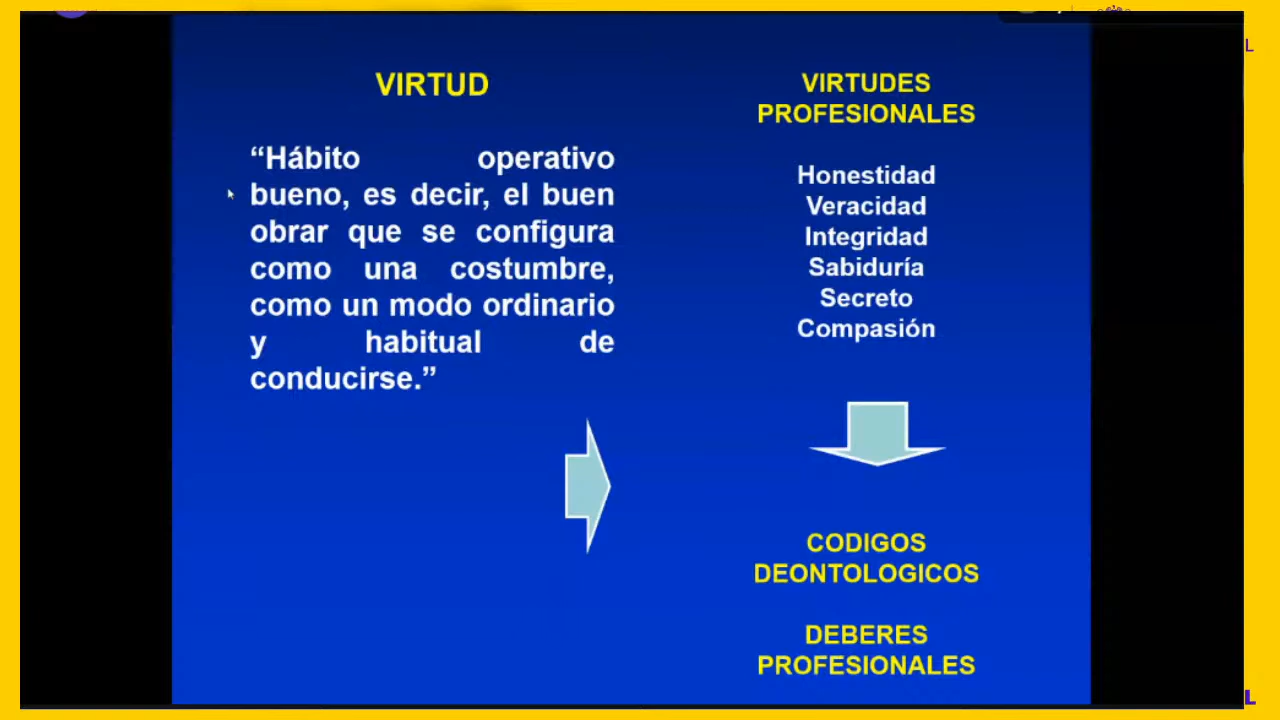 VIRTUD
“Hábito operativo
bueno, es decir, el buen
obrar que se configura
como una costumbre,
como un modo ordinario
y habitual de
conducirse.”
VIRTUDES
PROFESIONALES
Honestidad
Veracidad
Integridad
Sabiduría
Secreto
Compasión
CODIGOS
DEONTOLOGICOS
DEBERES
PROFESIONALES
L
L